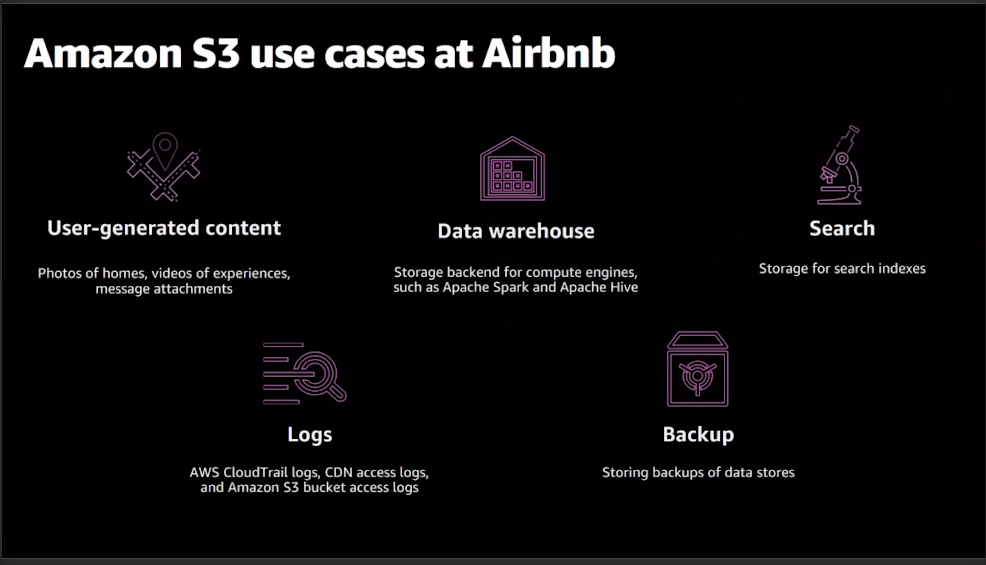 Amazon S3 use cases at Airbnb
User-generated content
Photos of homes, videos of experiences,
message attachments
Data warehouse
Storage backend for compute engines,
such as Apache Spark and Apache Hive
Search
Storage for search indexes
Logs
AWS CloudTrail logs, CDN access logs,
and Amazon S3 bucket access logs
Backup
Storing backups of data stores